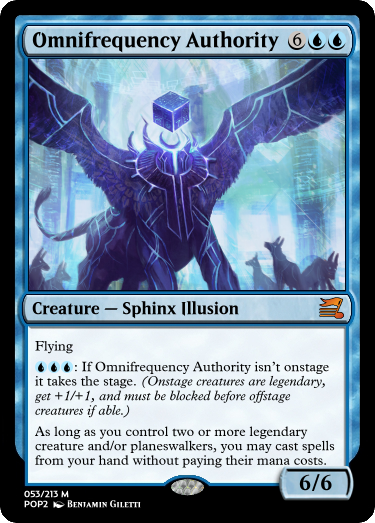 Omnifrequency Authority 6
Creature — Sphinx Illusion
Flying
: If Omnifrequency Authority isn't onstage
it takes the stage. (Onstage creatures are legendary,
get +1/+1, and must be blocked before offstage
creatures if able.)
As long as you control two or more legendary
creature and/or planeswalkers, you may cast spells
from your hand without paying their mana costs.
6/6
053/213 M
POP2 Benjamin Giletti